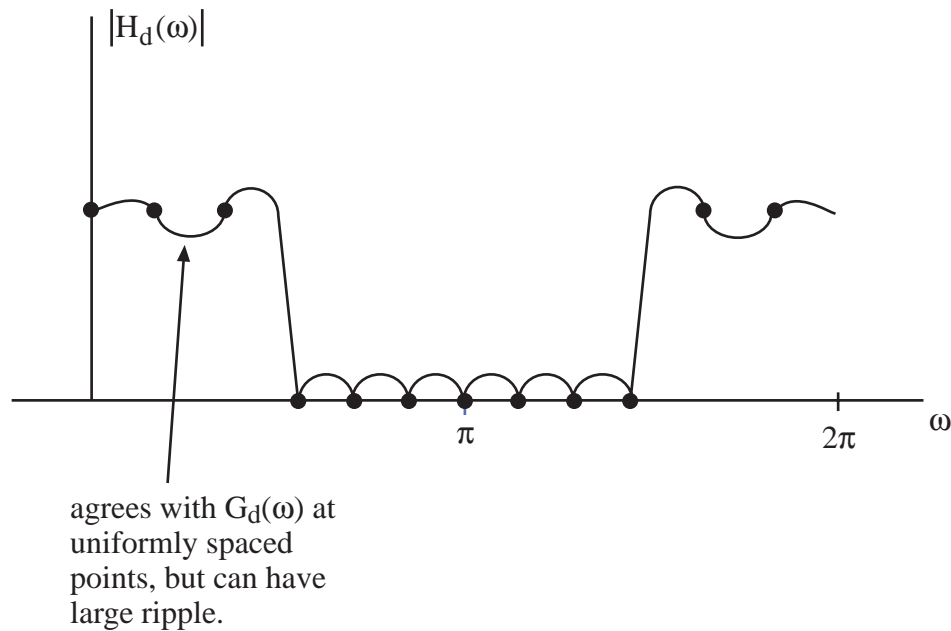 |H_d(ω)|
π
2π
ω
agrees with G_d(ω) at
uniformly spaced
points, but can have
large ripple.